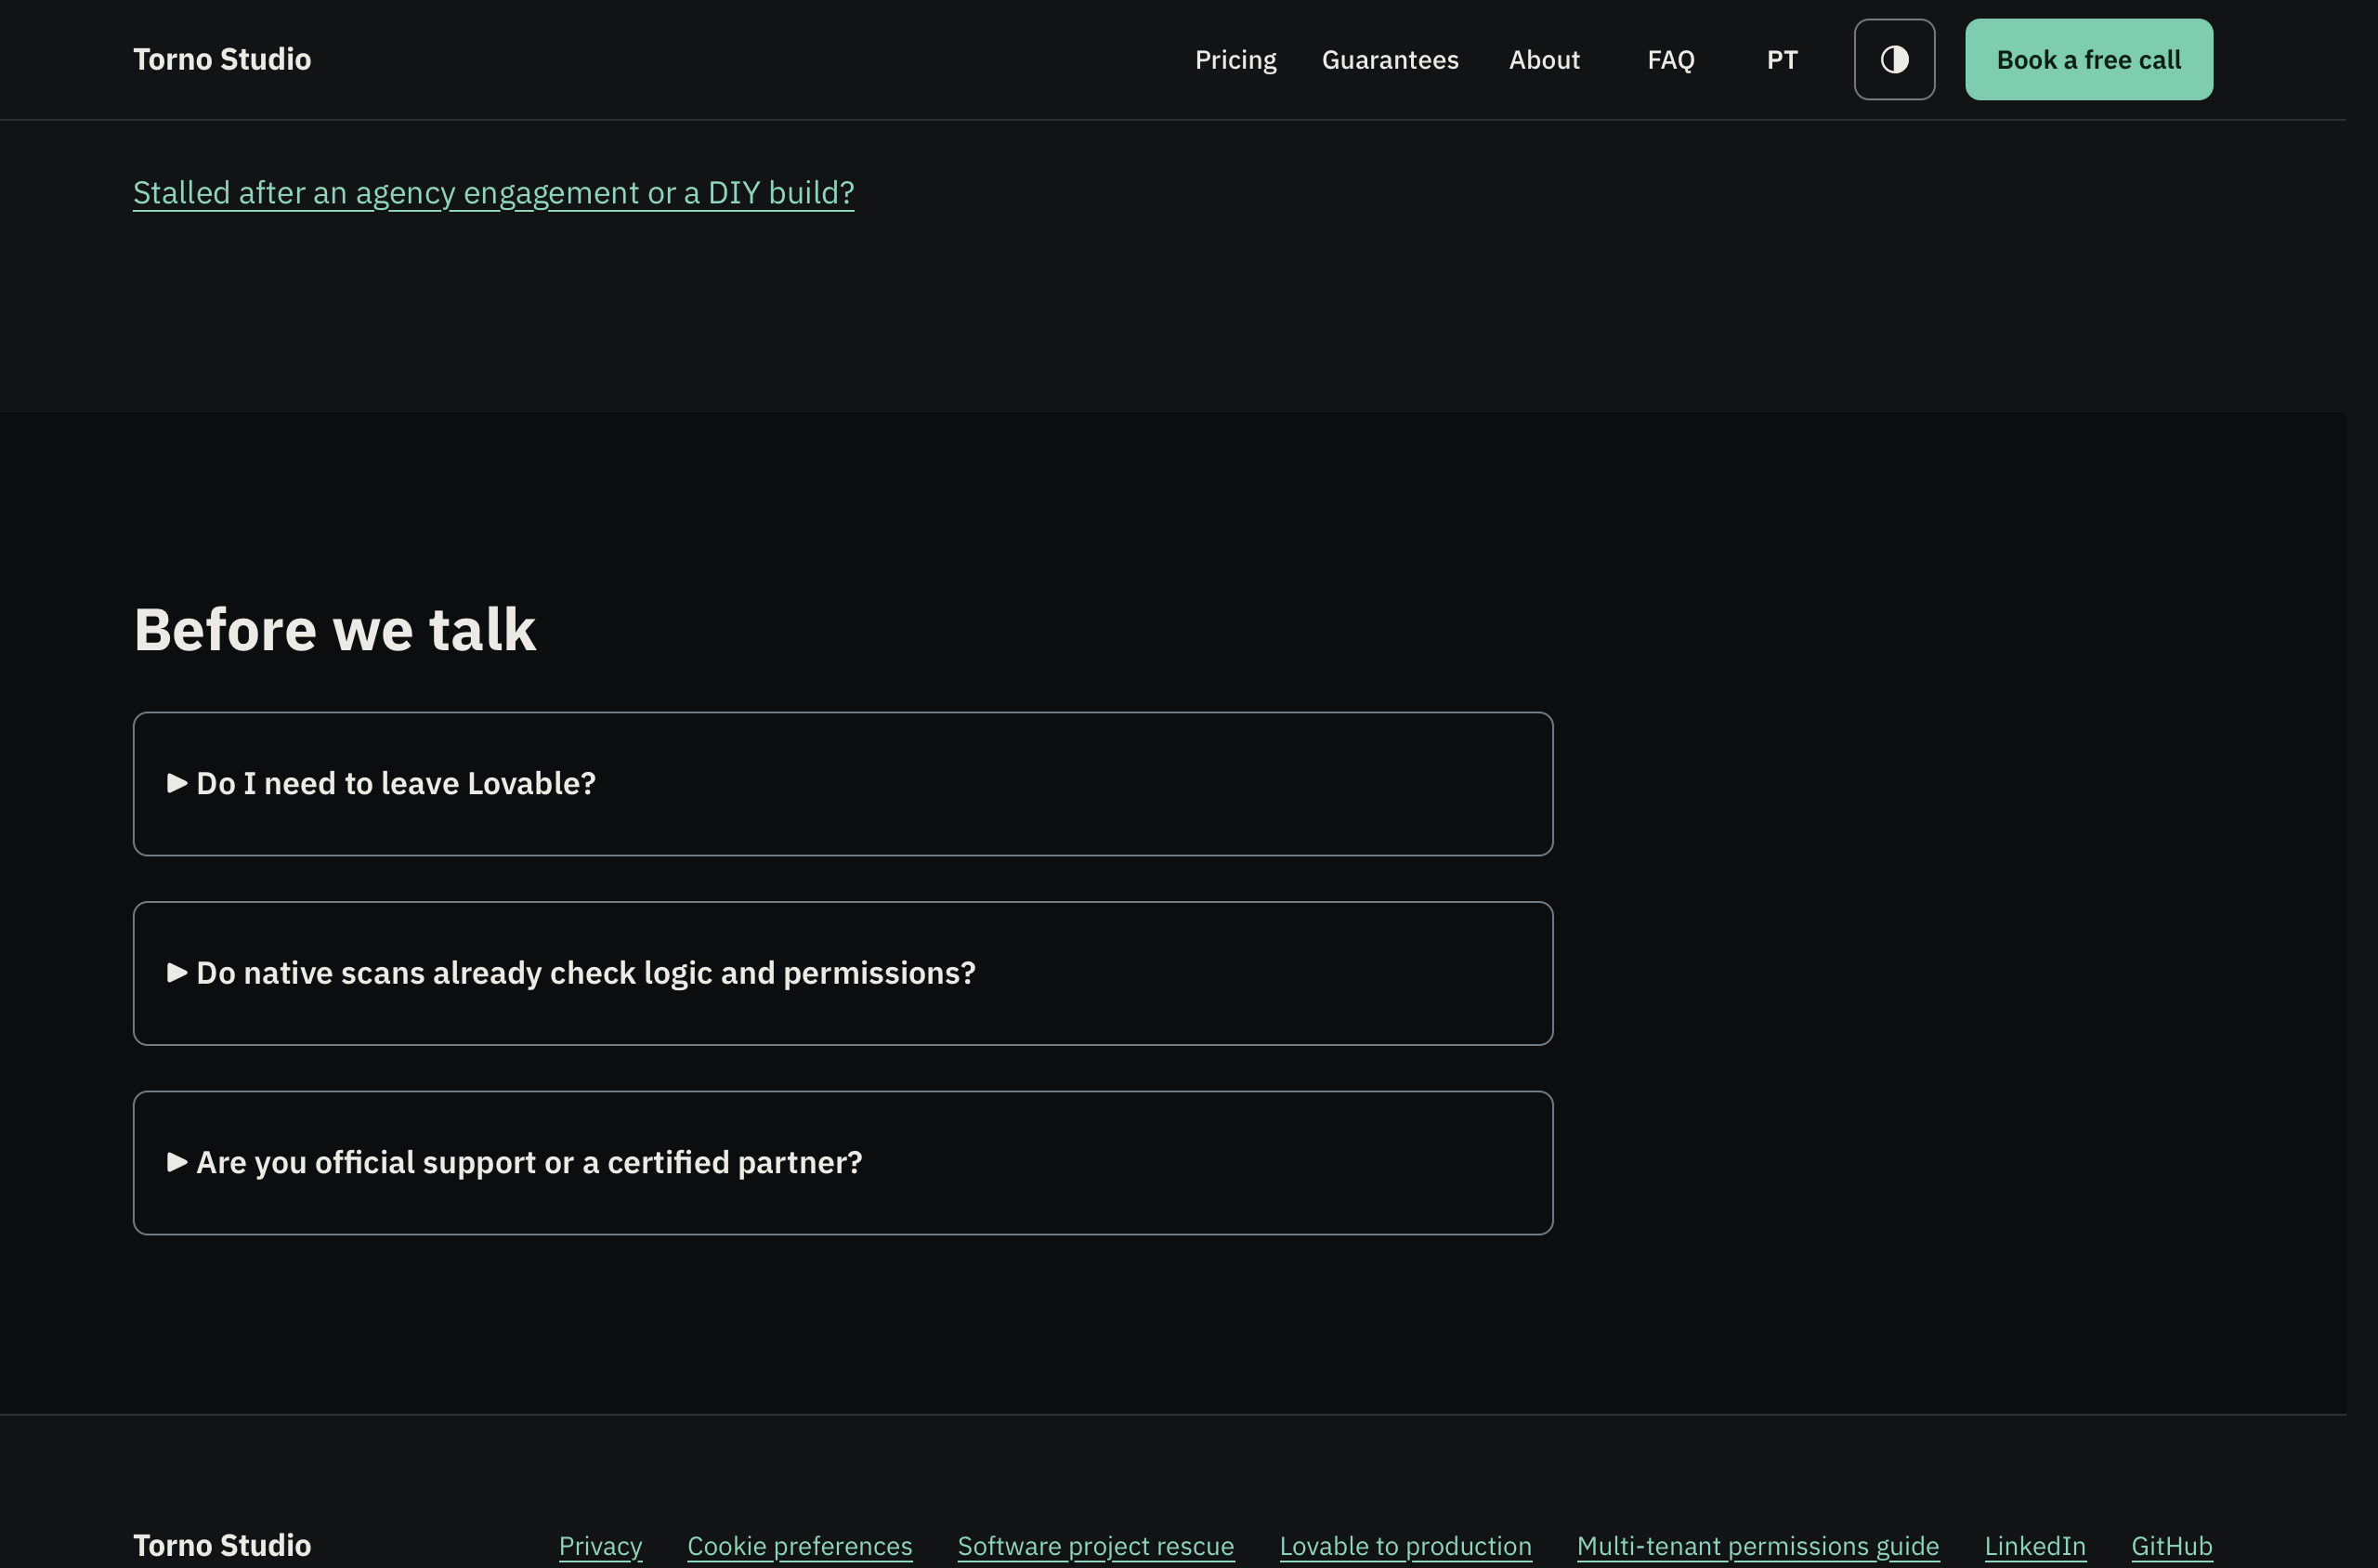 Torno Studio Pricing Guarantees About FAQ PT Book a free call
Stalled after an agency engagement or a DIY build?
Before we talk
Do I need to leave Lovable?
Do native scans already check logic and permissions?
Are you official support or a certified partner?
Torno Studio Privacy Cookie preferences Software project rescue Lovable to production Multi-tenant permissions guide LinkedIn GitHub